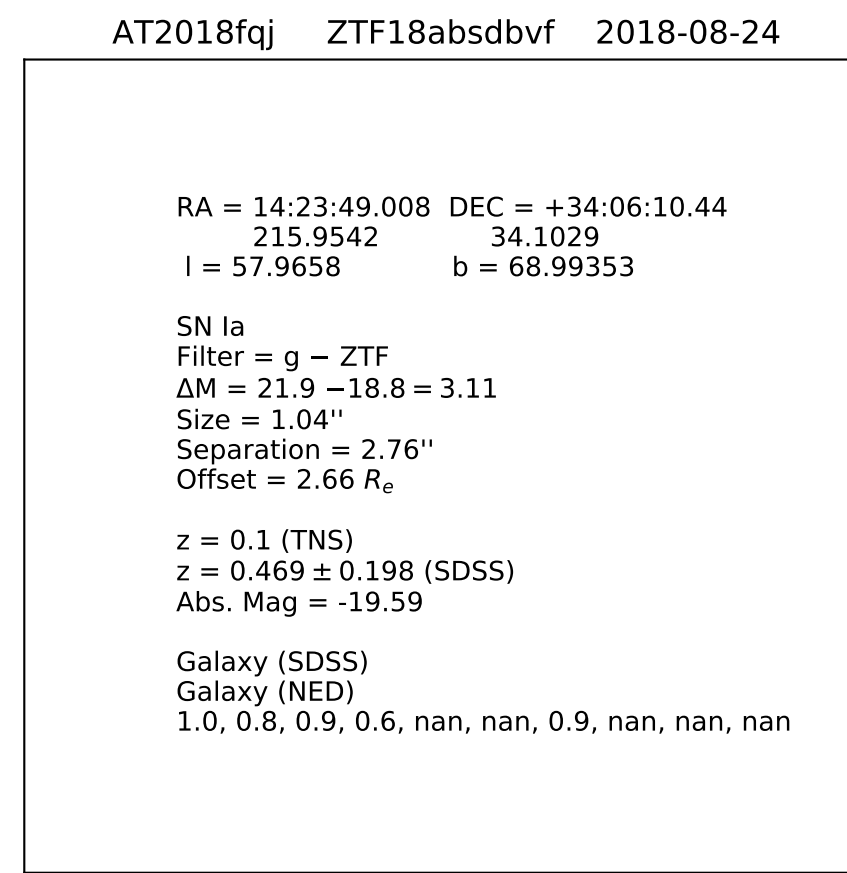 AT2018fqj ZTF18absdbvf 2018-08-24
RA = 14:23:49.008 DEC = +34:06:10.44
215.9542 34.1029
l = 57.9658 b = 68.99353
SN Ia
Filter = g − ZTF
ΔM = 21.9 −18.8 = 3.11
Size = 1.04''
Separation = 2.76''
Offset = 2.66 Re
z = 0.1 (TNS)
z = 0.469 ± 0.198 (SDSS)
Abs. Mag = -19.59
Galaxy (SDSS)
Galaxy (NED)
1.0, 0.8, 0.9, 0.6, nan, nan, 0.9, nan, nan, nan